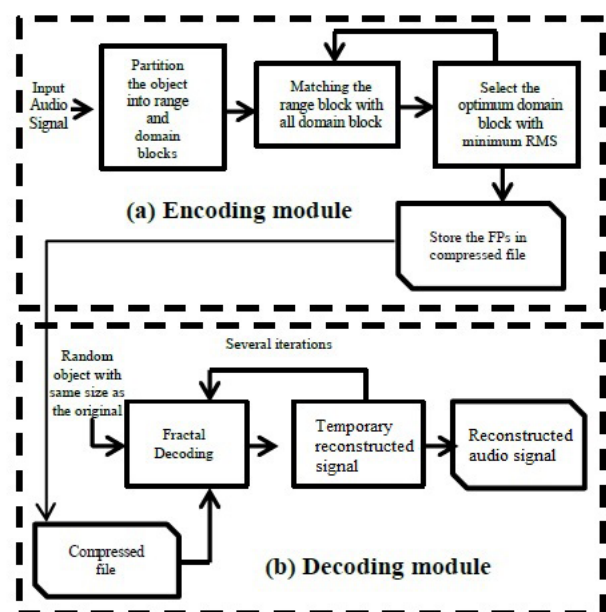 Input
Audio
Signal
Partition
the object
into range
and
domain
blocks
Matching the
range block with
all domain block
Select the
optimum domain
block with
minimum RMS
(a) Encoding module
Store the FPs in
compressed file
Several iterations
Random
object with
same size as
the original
Fractal
Decoding
Temporary
reconstructed
signal
Reconstructed
audio signal
Compressed
file
(b) Decoding module